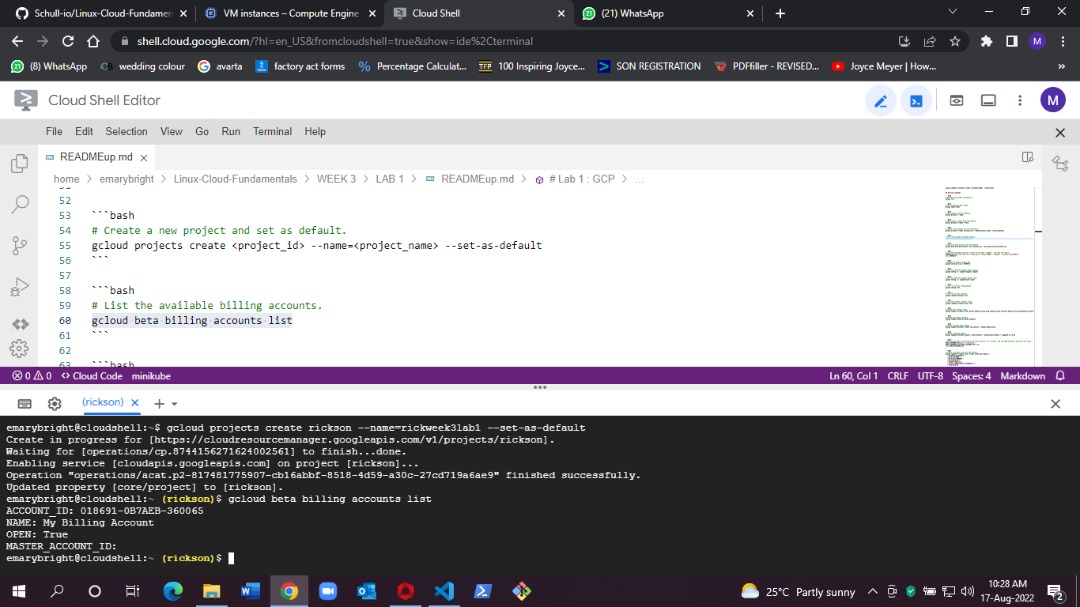 Schull-io/Linux-Cloud-Fundamen
VM instances – Compute Engine
Cloud Shell
(21) WhatsApp
shell.cloud.google.com/?hl=en_US&fromcloudshell=true&show=ide%2Cterminal
M
(8) WhatsApp
wedding colour
avarta
factory act forms
Percentage Calculat...
100 Inspiring Joyce...
SON REGISTRATION
PDFfiller - REVISED...
Joyce Meyer | How...
»
Cloud Shell Editor
M
File Edit Selection View Go Run Terminal Help
READMEup.md
home > emarybright > Linux-Cloud-Fundamentals > WEEK 3 > LAB 1 > READMEup.md > # Lab 1 : GCP > ...
51
52
53 ```bash
54 # Create a new project and set as default.
55 gcloud projects create <project_id> --name=<project_name> --set-as-default
56 ```
57
58 ```bash
59 # List the available billing accounts.
60 gcloud beta billing accounts list
61 ```
62
63 ```bash
0 0 Cloud Code minikube
Ln 60, Col 1 CRLF UTF-8 Spaces: 4 Markdown
(rickson)
emarybright@cloudshell:~$ gcloud projects create rickson --name=rickweek3lab1 --set-as-default
Create in progress for [https://cloudresourcemanager.googleapis.com/v1/projects/rickson].
Waiting for [operations/cp.8744156271624002561] to finish...done.
Enabling service [cloudapis.googleapis.com] on project [rickson]...
Operation "operations/acat.p2-817481775907-cb16abbf-8518-4d59-a30c-27cd719a6ae9" finished successfully.
Updated property [core/project] to [rickson].
emarybright@cloudshell:~ (rickson)$ gcloud beta billing accounts list
ACCOUNT_ID: 018691-0B7AEB-360065
NAME: My Billing Account
OPEN: True
MASTER_ACCOUNT_ID:
emarybright@cloudshell:~ (rickson)$
25°C Partly sunny
10:28 AM
17-Aug-2022
2